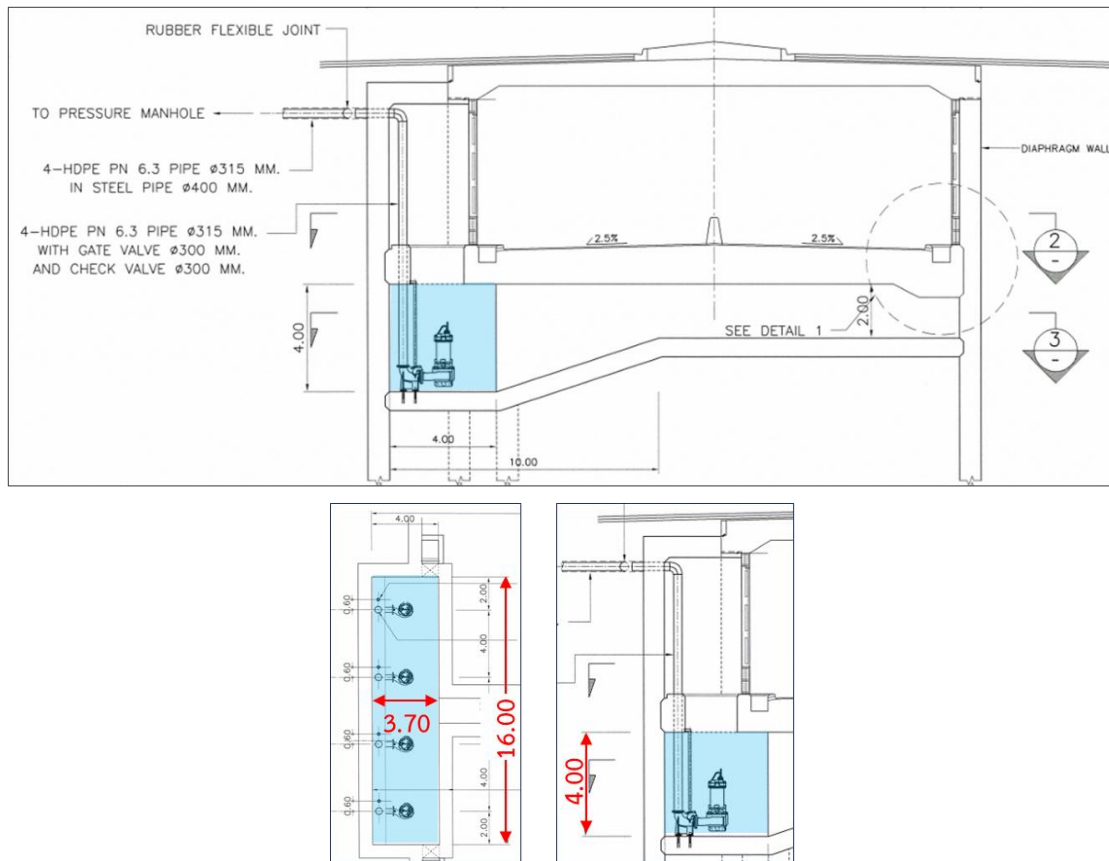 RUBBER FLEXIBLE JOINT
TO PRESSURE MANHOLE
4-HDPE PN 6.3 PIPE ø315 MM.
IN STEEL PIPE ø400 MM.
4-HDPE PN 6.3 PIPE ø315 MM.
WITH GATE VALVE ø300 MM.
AND CHECK VALVE ø300 MM.
DIAPHRAGM WALL
2.5%
2.5%
2
-
4.00
2.00
SEE DETAIL 1
3
-
4.00
10.00
4.00
0.60
2.00
4.00
0.60
3.70
16.00
0.60
4.00
0.60
2.00
4.00